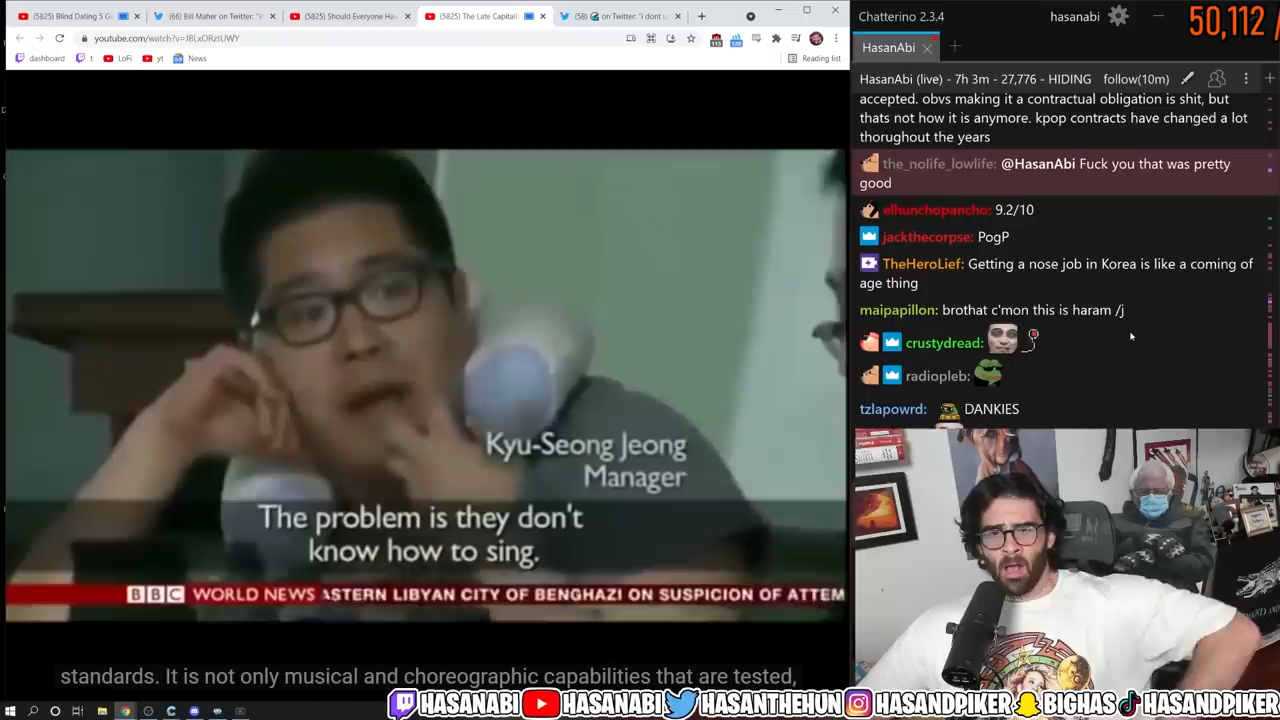 (5825) Blind Dating 5 G
(66) Bill Maher on Twitter: "
(5825) Should Everyone Hav
(5825) The Late Capitali
(58) on Twitter: "i dont u
youtube.com/watch?v=JBLxORztUWY
dashboard
t
LoFi
yt
News
Reading list
Kyu-Seong Jeong
Manager
The problem is they don't
know how to sing.
BBC WORLD NEWS ASTERN LIBYAN CITY OF BENGHAZI ON SUSPICION OF ATTEM
standards. It is not only musical and choreographic capabilities that are tested,
Chatterino 2.3.4
hasanabi
50,112 /
HasanAbi
HasanAbi (live) - 7h 3m - 27,776 - HIDING
follow(10m)
accepted. obvs making it a contractual obligation is shit, but
thats not how it is anymore. kpop contracts have changed a lot
thorughout the years
the_nolife_lowlife: @HasanAbi Fuck you that was pretty
good
elhunchopancho: 9.2/10
jackthecorpse: PogP
TheHeroLief: Getting a nose job in Korea is like a coming of
age thing
maipapillon: brothat c'mon this is haram /j
crustydread:
radiopleb:
tzlapowrd: DANKIES
HASANABI HASANABI HASANTHEHUN HASANDPIKER BIGHAS HASANDPIKER